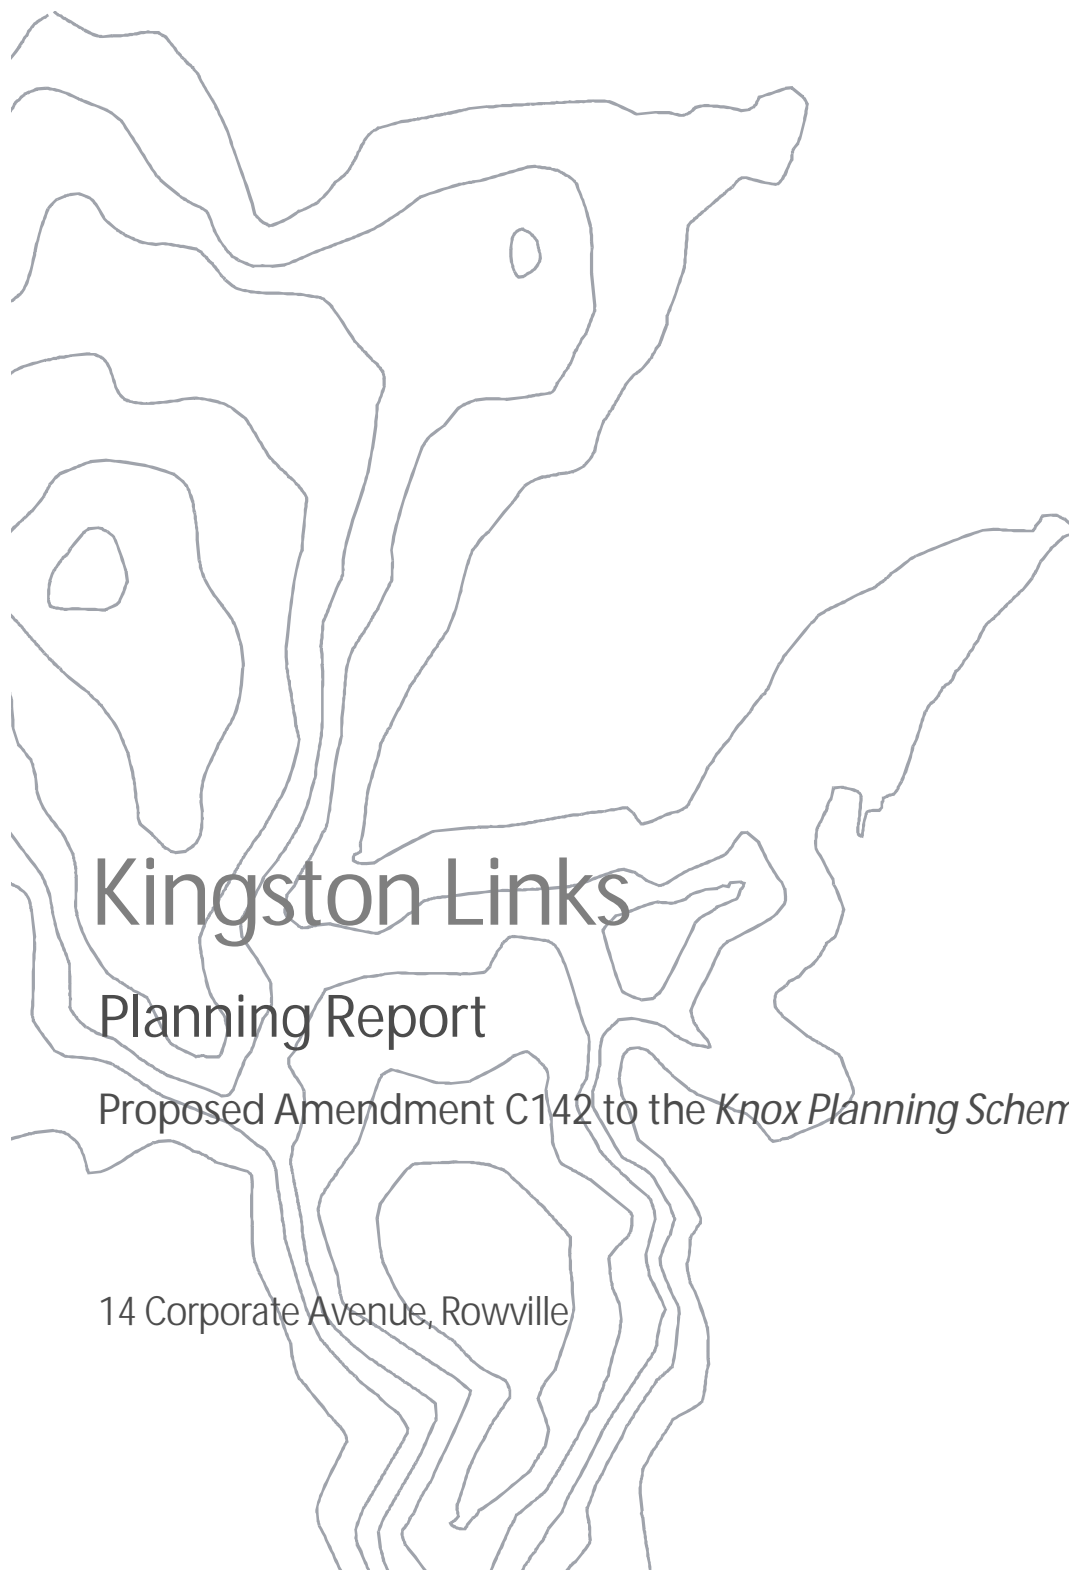 Kingston Links
Planning Report
Proposed Amendment C142 to the Knox Planning Schem
14 Corporate Avenue, Rowville